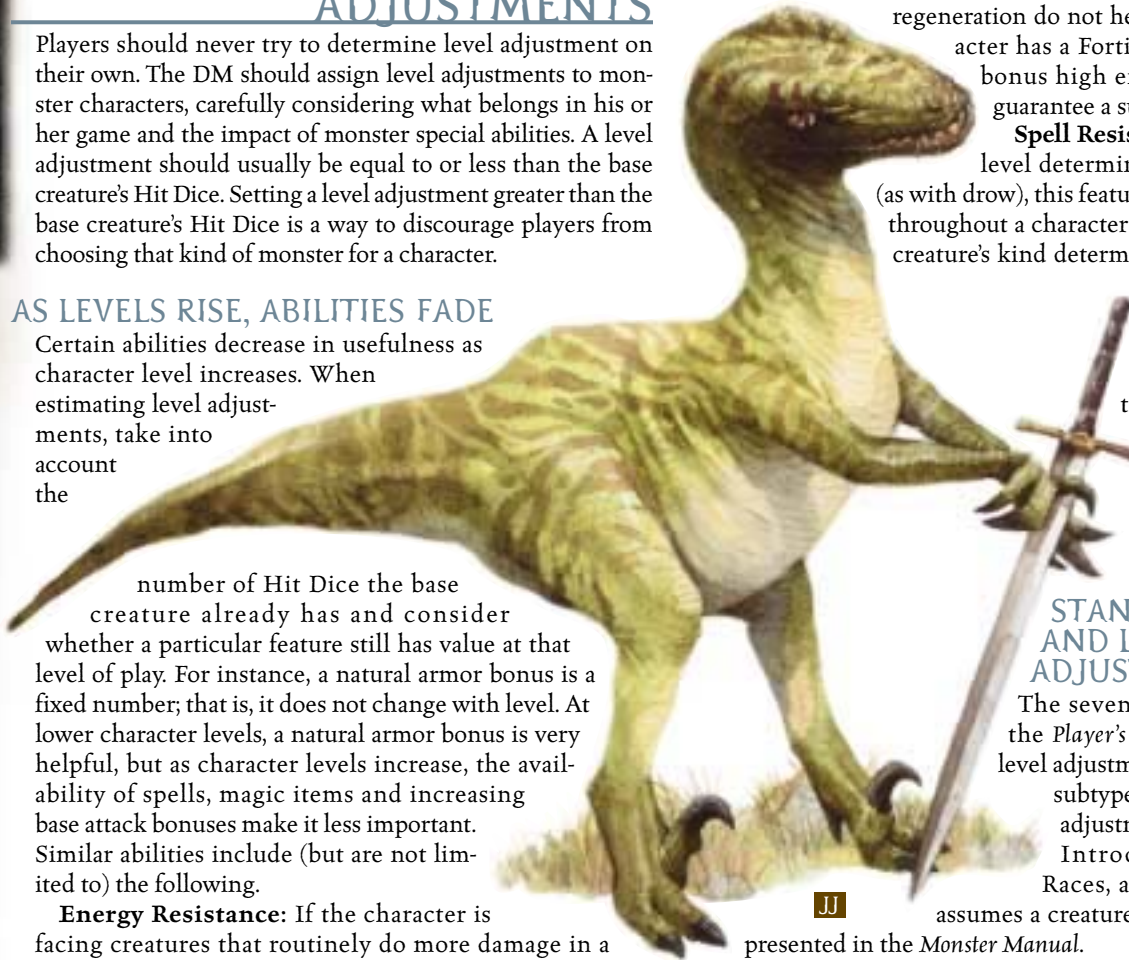 ADJUSTMENTS
Players should never try to determine level adjustment on
their own. The DM should assign level adjustments to mon-
ster characters, carefully considering what belongs in his or
her game and the impact of monster special abilities. A level
adjustment should usually be equal to or less than the base
creature's Hit Dice. Setting a level adjustment greater than the
base creature's Hit Dice is a way to discourage players from
choosing that kind of monster for a character.
AS LEVELS RISE, ABILITIES FADE
Certain abilities decrease in usefulness as
character level increases. When
estimating level adjust-
ments, take into
account
the
number of Hit Dice the base
creature already has and consider
whether a particular feature still has value at that
level of play. For instance, a natural armor bonus is a
fixed number; that is, it does not change with level. At
lower character levels, a natural armor bonus is very
helpful, but as character levels increase, the avail-
ability of spells, magic items and increasing
base attack bonuses make it less important.
Similar abilities include (but are not lim-
ited to) the following.
Energy Resistance: If the character is
facing creatures that routinely do more damage in a
regeneration do not he
acter has a Forti
bonus high e
guarantee a su
Spell Resis
level determin
(as with drow), this featu
throughout a character
creature's kind determ
t
STAN
AND L
ADJUS
The seven
the Player's
level adjustm
subtype
adjustr
Introd
Races, a
assumes a creature
presented in the Monster Manual.
JJ